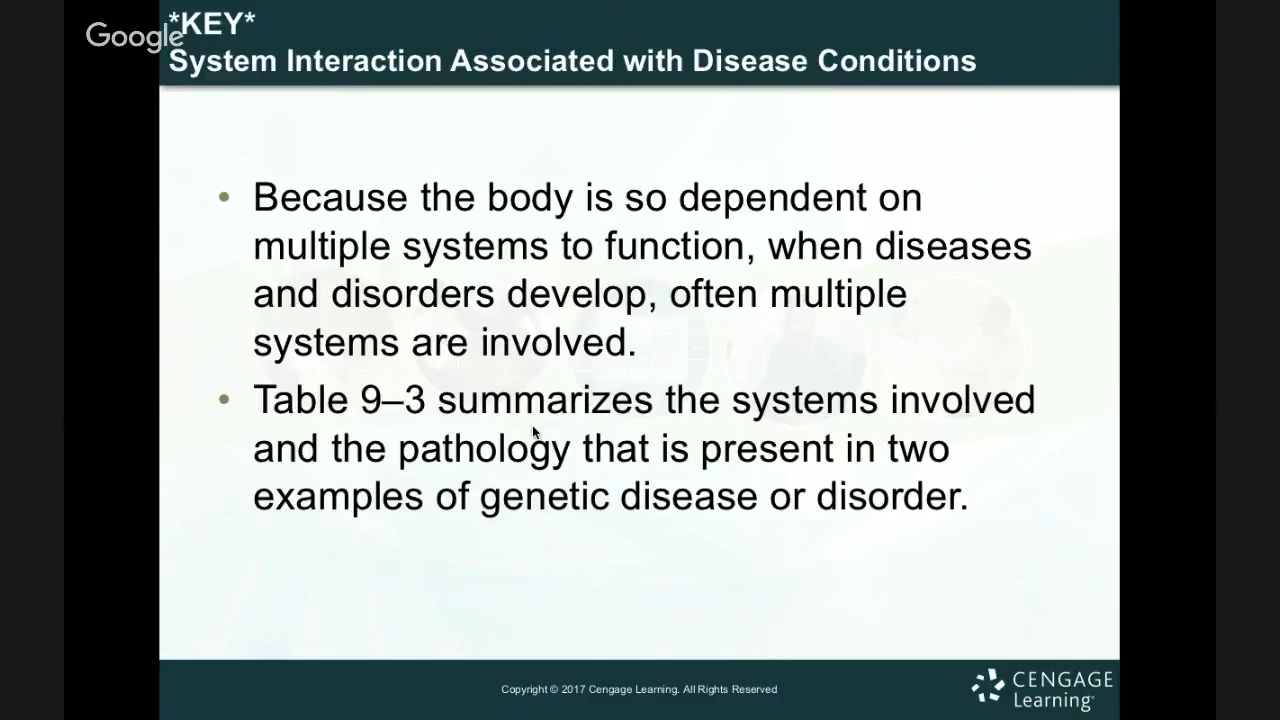 *KEY*
Google
System Interaction Associated with Disease Conditions
• Because the body is so dependent on
multiple systems to function, when diseases
and disorders develop, often multiple
systems are involved.
• Table 9–3 summarizes the systems involved
and the pathology that is present in two
examples of genetic disease or disorder.
Copyright © 2017 Cengage Learning. All Rights Reserved
CENGAGE
Learning®